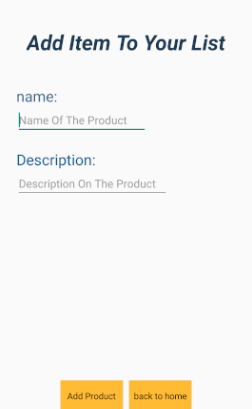 Add Item To Your List
name:
Name Of The Product
Description:
Description On The Product
Add Product
back to home